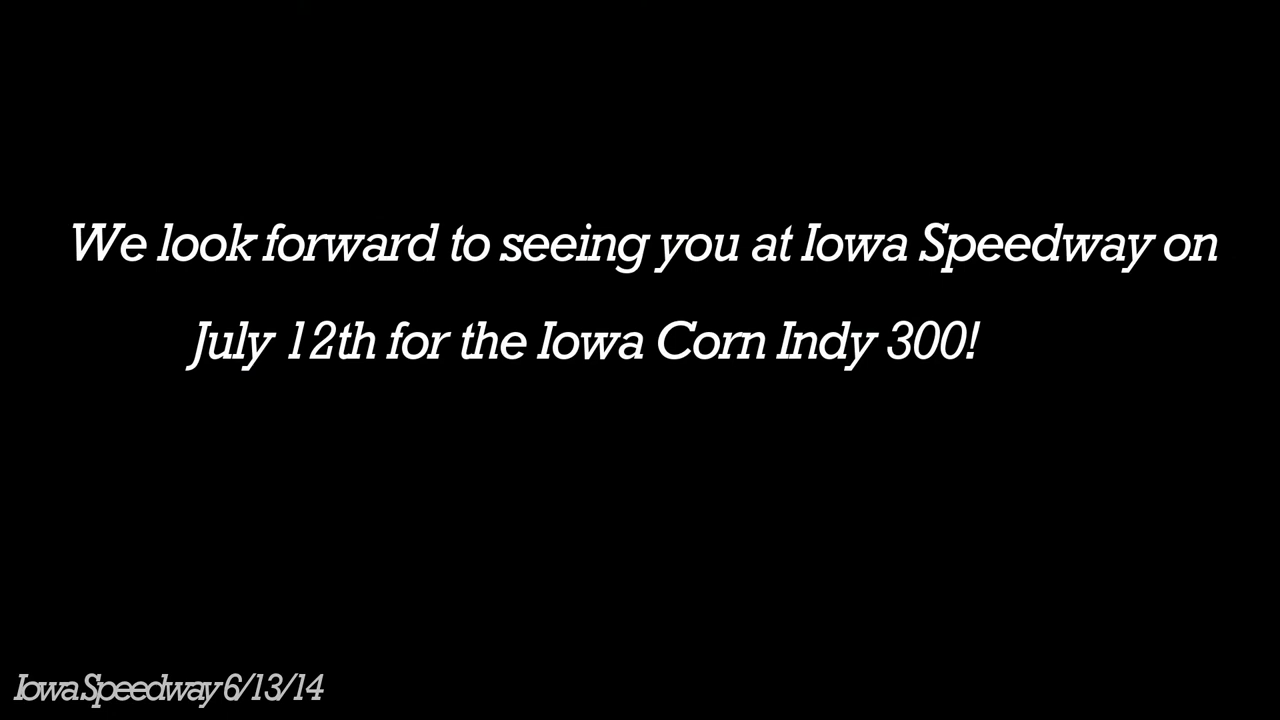 We look forward to seeing you at Iowa Speedway on
July 12th for the Iowa Corn Indy 300!
Iowa Speedway 6/13/14